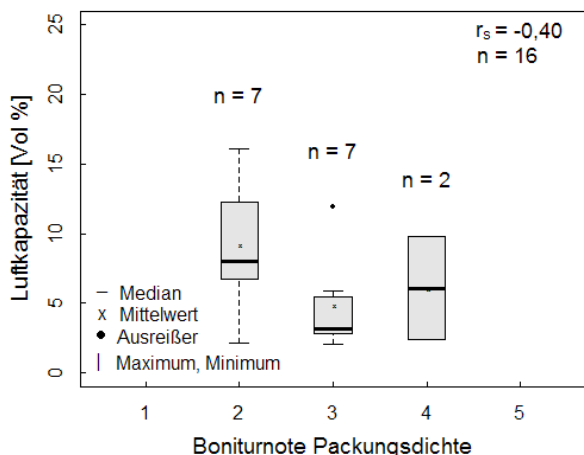 25
20
15
10
5
0
Luftkapazität [Vol %]
rs = -0,40
n = 16
n = 7
n = 7
n = 2
– Median
x Mittelwert
• Ausreißer
| Maximum, Minimum
1 2 3 4 5
Boniturnote Packungsdichte